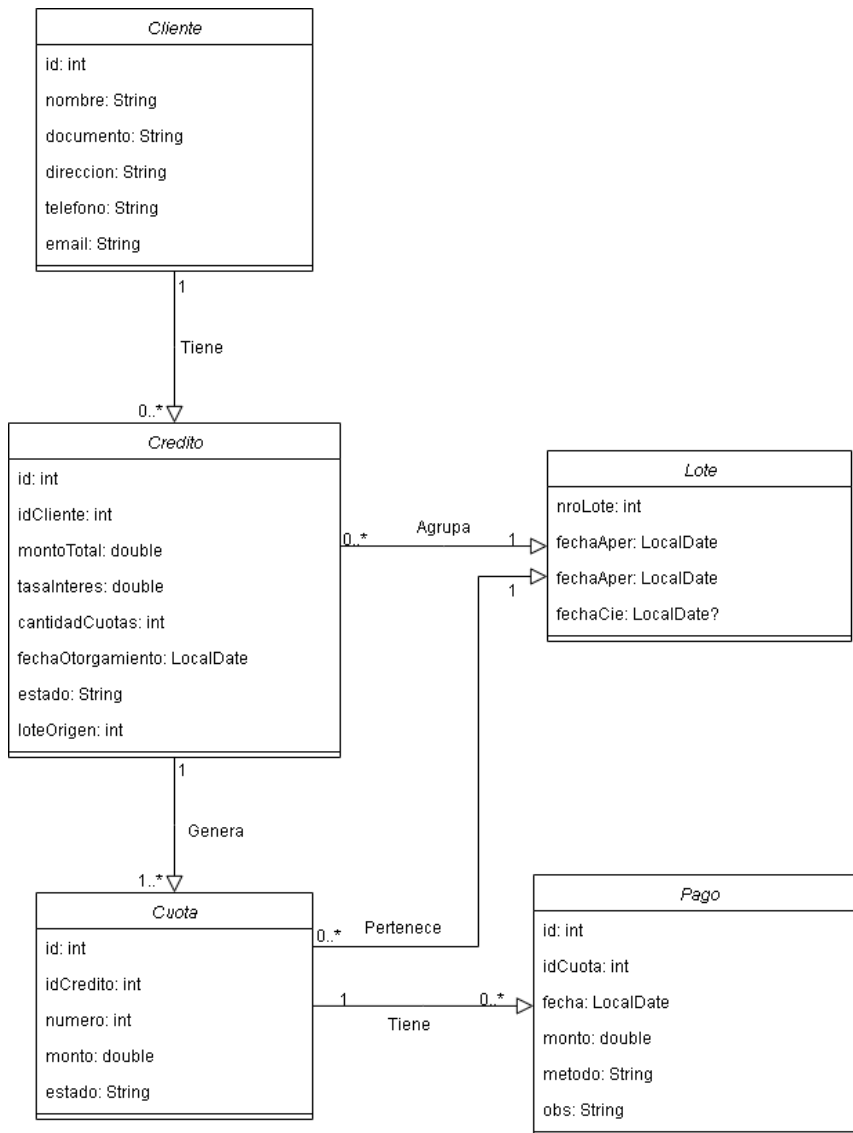 Cliente
id: int
nombre: String
documento: String
direccion: String
telefono: String
email: String
1
Tiene
0..*
Credito
id: int
idCliente: int
montoTotal: double
tasaInteres: double
cantidadCuotas: int
fechaOtorgamiento: LocalDate
estado: String
loteOrigen: int
0..*
Agrupa
1
1
Lote
nroLote: int
fechaAper: LocalDate
fechaAper: LocalDate
fechaCie: LocalDate?
1
Genera
1..*
Cuota
id: int
idCredito: int
numero: int
monto: double
estado: String
0..*
Pertenece
1
Tiene
0..*
Pago
id: int
idCuota: int
fecha: LocalDate
monto: double
metodo: String
obs: String